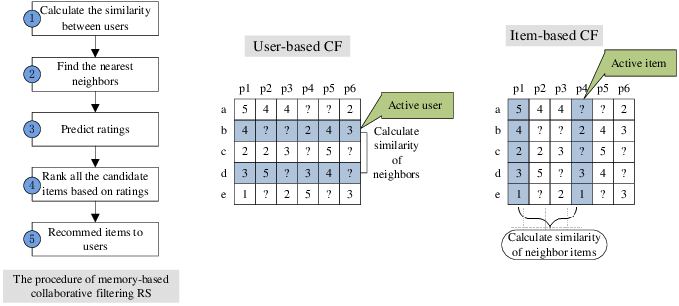 1
Calculate the similarity
between users
2
Find the nearest
neighbors
3
Predict ratings
4
Rank all the candidate
items based on ratings
5
Recommed items to
users
The procedure of memory-based
collaborative filtering RS
User-based CF
Active user
p1 p2 p3 p4 p5 p6
a 5 4 4 ? ? 2
b 4 ? ? 2 4 3
c 2 2 3 ? 5 ?
d 3 5 ? 3 4 ?
e 1 ? 2 5 ? 3
Calculate
similarity
of
neighbors
Item-based CF
Active item
p1 p2 p3 p4 p5 p6
a 5 4 4 ? ? 2
b 4 ? ? 2 4 3
c 2 2 3 ? 5 ?
d 3 5 ? 3 4 ?
e 1 ? 2 1 ? 3
Calculate similarity
of neighbor items